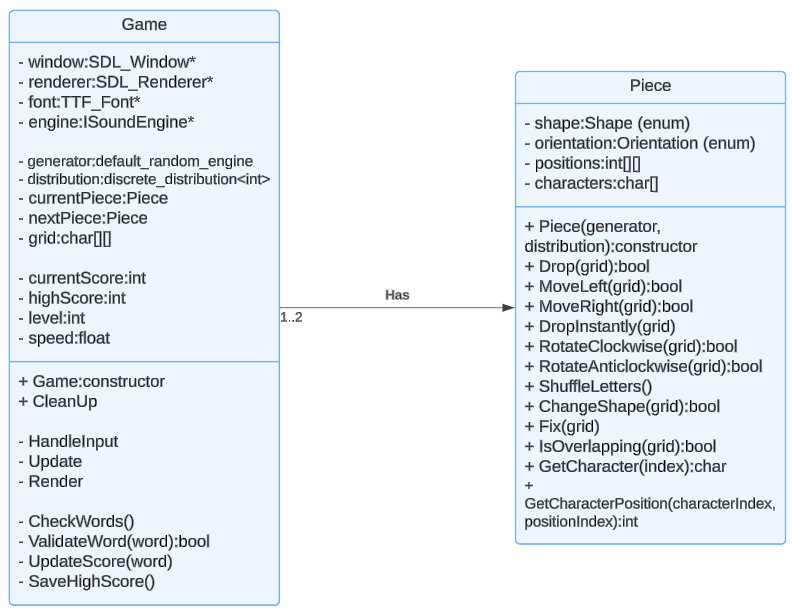 Game
- window:SDL_Window*
- renderer:SDL_Renderer*
- font:TTF_Font*
- engine:ISoundEngine*
- generator:default_random_engine
- distribution:discrete_distribution<int>
- currentPiece:Piece
- nextPiece:Piece
- grid:char[][]
- currentScore:int
- highScore:int
- level:int
- speed:float
+ Game:constructor
+ CleanUp
- HandleInput
- Update
- Render
- CheckWords()
- ValidateWord(word):bool
- UpdateScore(word)
- SaveHighScore()
Has
1..2
Piece
- shape:Shape (enum)
- orientation:Orientation (enum)
- positions:int[][]
- characters:char[]
+ Piece(generator,
distribution):constructor
+ Drop(grid):bool
+ MoveLeft(grid):bool
+ MoveRight(grid):bool
+ DropInstantly(grid)
+ RotateClockwise(grid):bool
+ RotateAnticlockwise(grid):bool
+ ShuffleLetters()
+ ChangeShape(grid):bool
+ Fix(grid)
+ IsOverlapping(grid):bool
+ GetCharacter(index):char
+
GetCharacterPosition(characterIndex,
positionIndex):int